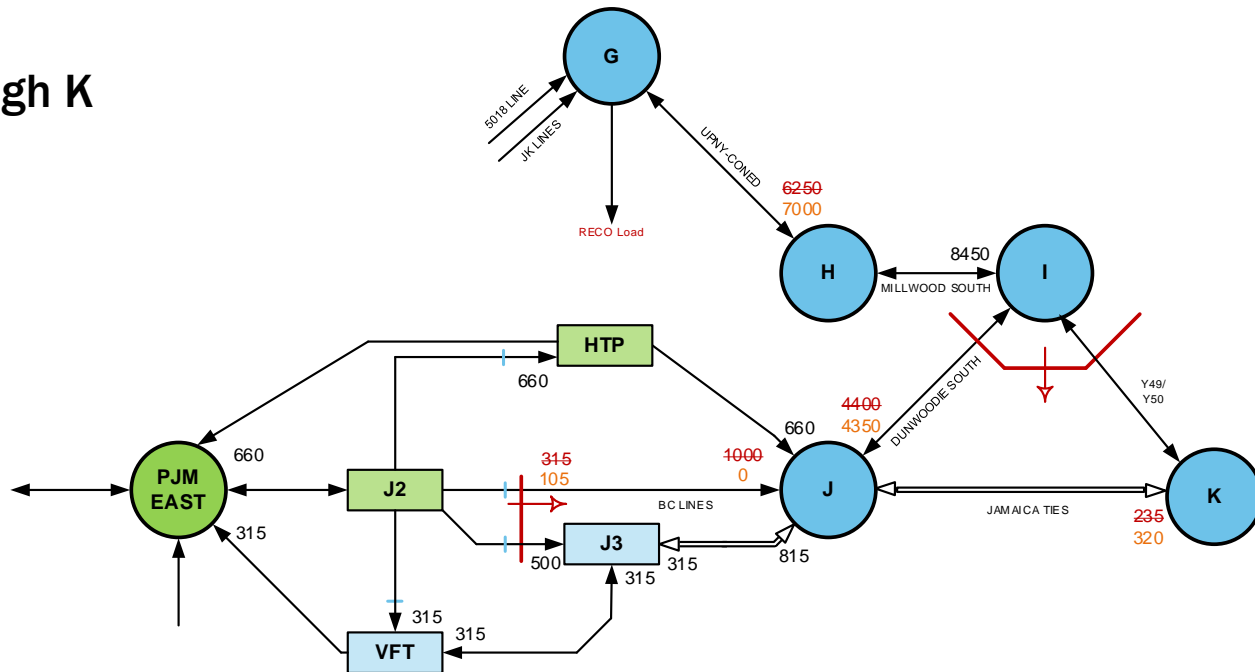 G
gh K
5018 LINE
JK LINES
UPNY-CONED
6250
7000
RECO Load
8450
H
I
MILLWOOD SOUTH
HTP
660
Y49/
Y50
DUNWOODIE SOUTH
4400
4350
660
1000
0
315
105
660
PJM
EAST
J2
J
K
BC LINES
JAMAICA TIES
235
320
315
J3
500
315
315
815
315
315
VFT